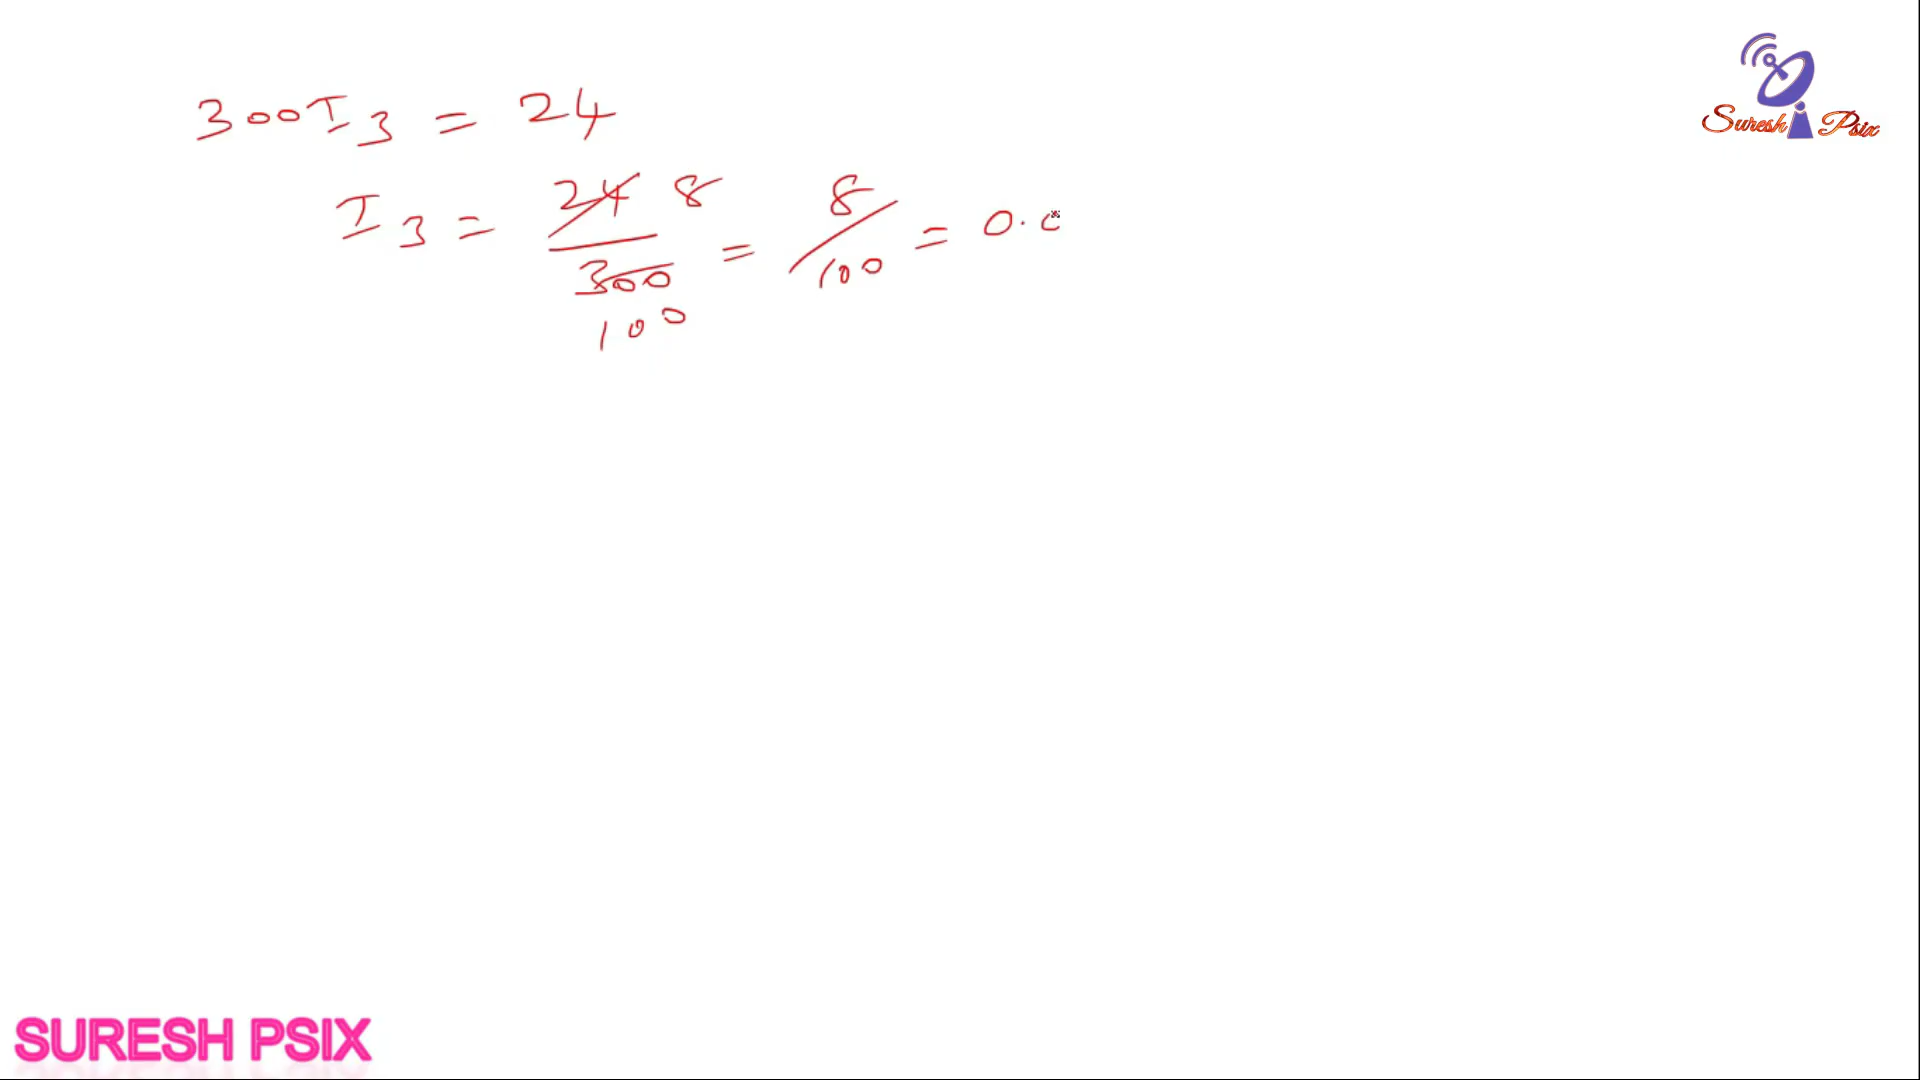 300I3 = 24
I3 = 24/300 8/100 = 8/100 = 0.0
Suresh Psix
SURESH PSIX